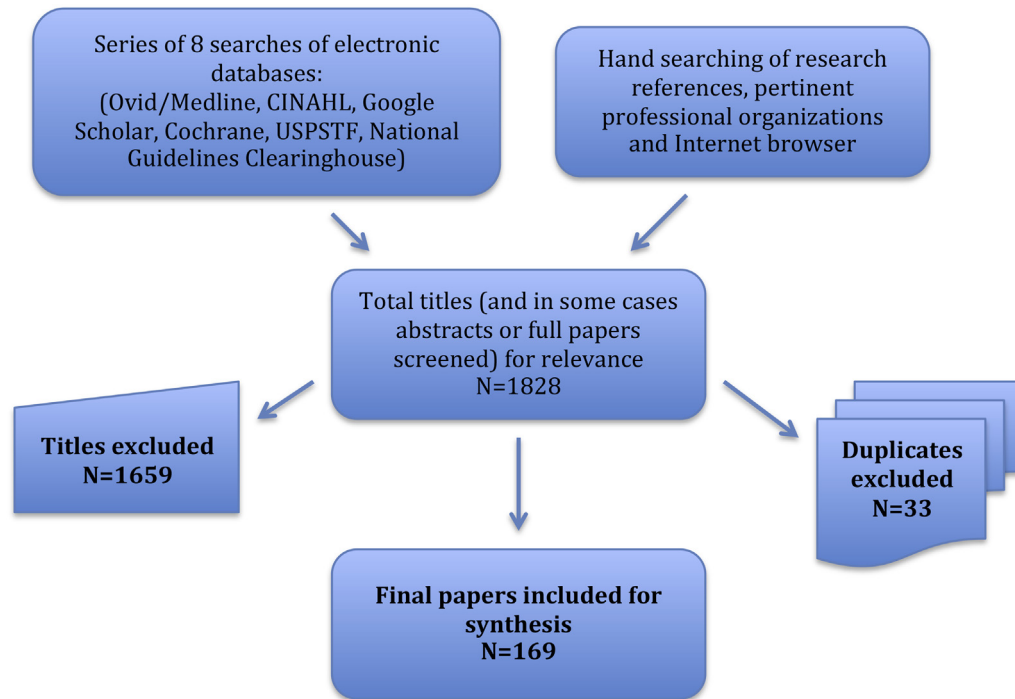 Series of 8 searches of electronic
databases:
(Ovid/Medline, CINAHL, Google
Scholar, Cochrane, USPSTF, National
Guidelines Clearinghouse)
Hand searching of research
references, pertinent
professional organizations
and Internet browser
Total titles (and in some cases
abstracts or full papers
screened) for relevance
N=1828
Titles excluded
N=1659
Duplicates
excluded
N=33
Final papers included for
synthesis
N=169